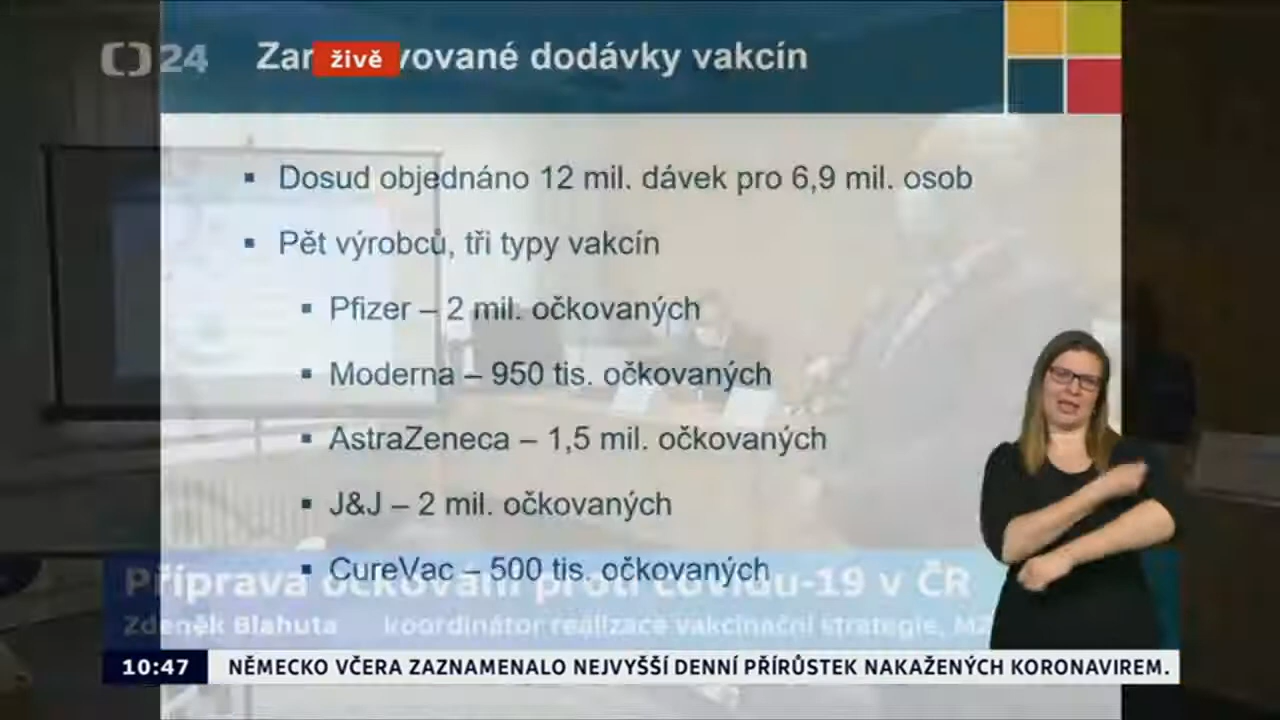 24
živě
vované dodávky vakcín
Dosud objednáno 12 mil. dávek pro 6,9 mil. osob
Pět výrobců, tři typy vakcín
Pfizer – 2 mil. očkovaných
Moderna – 950 tis. očkovaných
AstraZeneca – 1,5 mil. očkovaných
J&J – 2 mil. očkovaných
CureVac – 500 tis. očkovaných
Příprava očkování proti covidu-19 v ČR
Zdeněk Blahuta koordinátor realizace vakcinační strategie, MZ
10:47 NĚMECKO VČERA ZAZNAMENALO NEJVYŠŠÍ DENNÍ PŘÍRŮSTEK NAKAŽENÝCH KORONAVIREM.